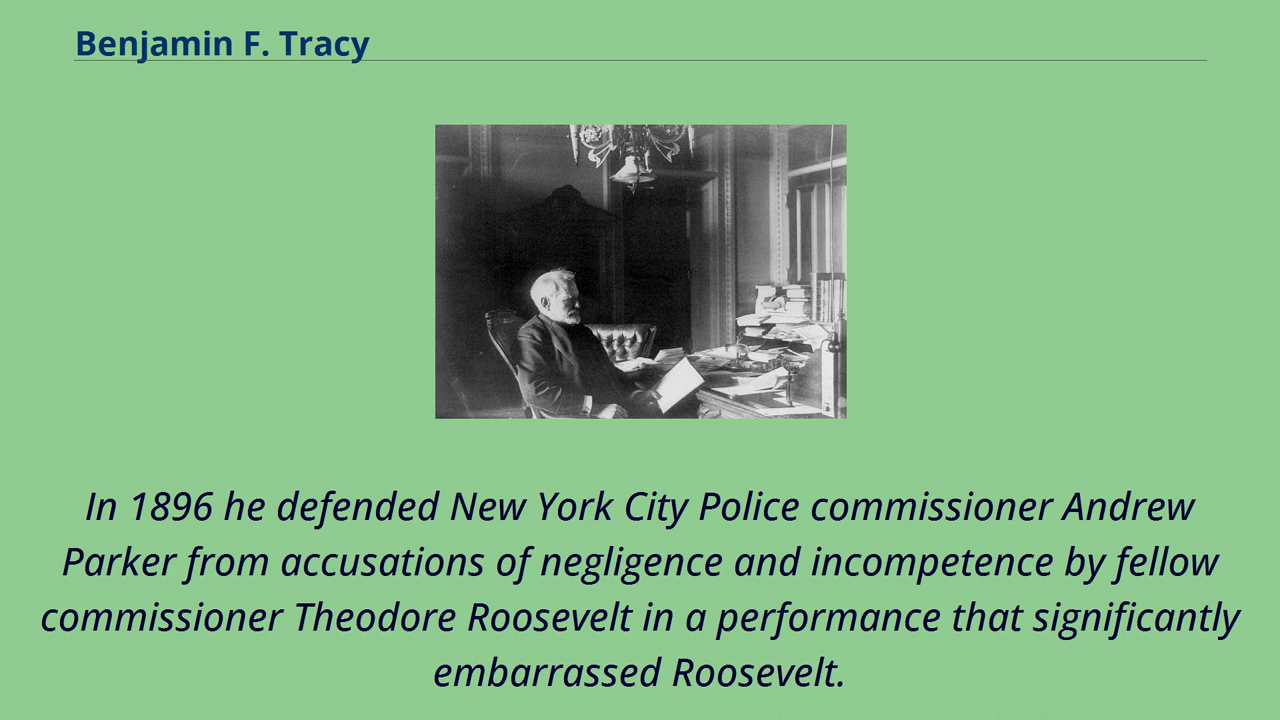 Benjamin F. Tracy
In 1896 he defended New York City Police commissioner Andrew
Parker from accusations of negligence and incompetence by fellow
commissioner Theodore Roosevelt in a performance that significantly
embarrassed Roosevelt.